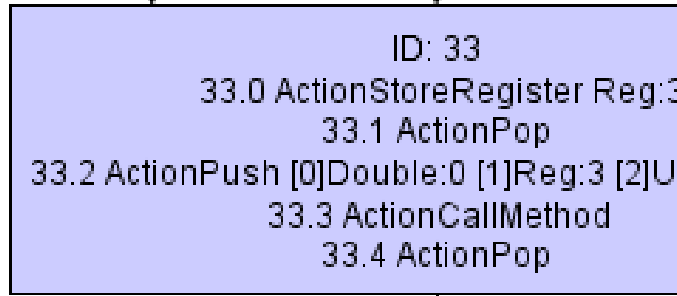 ID: 33
33.0 ActionStoreRegister Reg:3
33.1 ActionPop
33.2 ActionPush [0]Double:0 [1]Reg:3 [2]U
33.3 ActionCallMethod
33.4 ActionPop